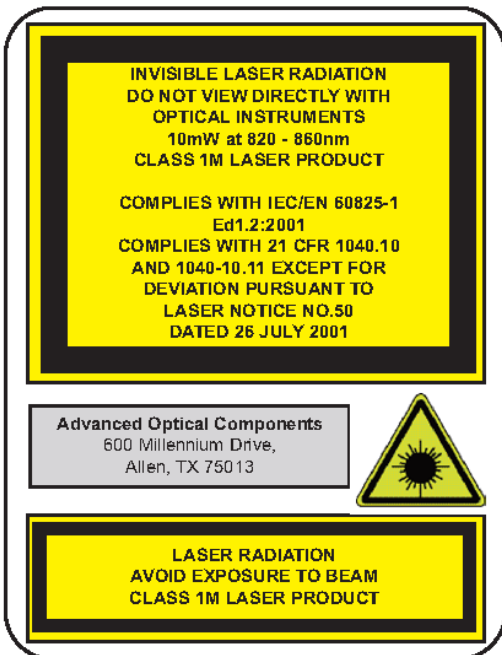 INVISIBLE LASER RADIATION
DO NOT VIEW DIRECTLY WITH
OPTICAL INSTRUMENTS
10mW at 820 - 860nm
CLASS 1M LASER PRODUCT
COMPLIES WITH IEC/EN 60825-1
Ed1.2:2001
COMPLIES WITH 21 CFR 1040.10
AND 1040-10.11 EXCEPT FOR
DEVIATION PURSUANT TO
LASER NOTICE NO.50
DATED 26 JULY 2001
Advanced Optical Components
600 Millennium Drive,
Allen, TX 75013
LASER RADIATION
AVOID EXPOSURE TO BEAM
CLASS 1M LASER PRODUCT